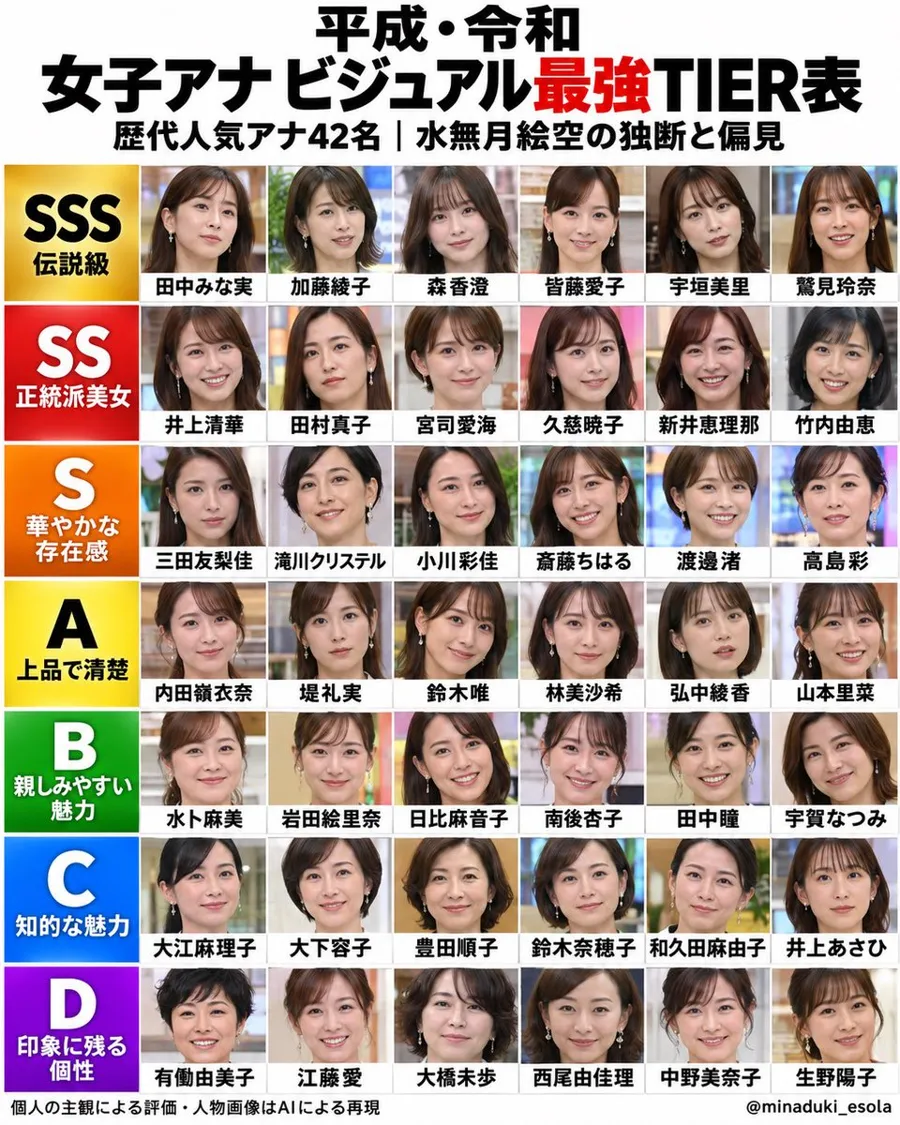 平成・令和
女子アナ ビジュアル最強TIER表
歴代人気アナ42名｜水無月絵空の独断と偏見
SSS
伝説級
田中みな実
加藤綾子
森香澄
皆藤愛子
宇垣美里
鷲見玲奈
SS
正統派美女
井上清華
田村真子
宮司愛海
久慈暁子
新井恵理那
竹内由恵
S
華やかな
存在感
三田友梨佳
滝川クリステル
小川彩佳
斎藤ちはる
渡邊渚
高島彩
A
上品で清楚
内田嶺衣奈
堤礼実
鈴木唯
林美沙希
弘中綾香
山本里菜
B
親しみやすい
魅力
水卜麻美
岩田絵里奈
日比麻音子
南後杏子
田中瞳
宇賀なつみ
C
知的な魅力
大江麻理子
大下容子
豊田順子
鈴木奈穂子
和久田麻由子
井上あさひ
D
印象に残る
個性
有働由美子
江藤愛
大橋未歩
西尾由佳理
中野美奈子
生野陽子
個人の主観による評価・人物画像はAIによる再現
@minaduki_esola